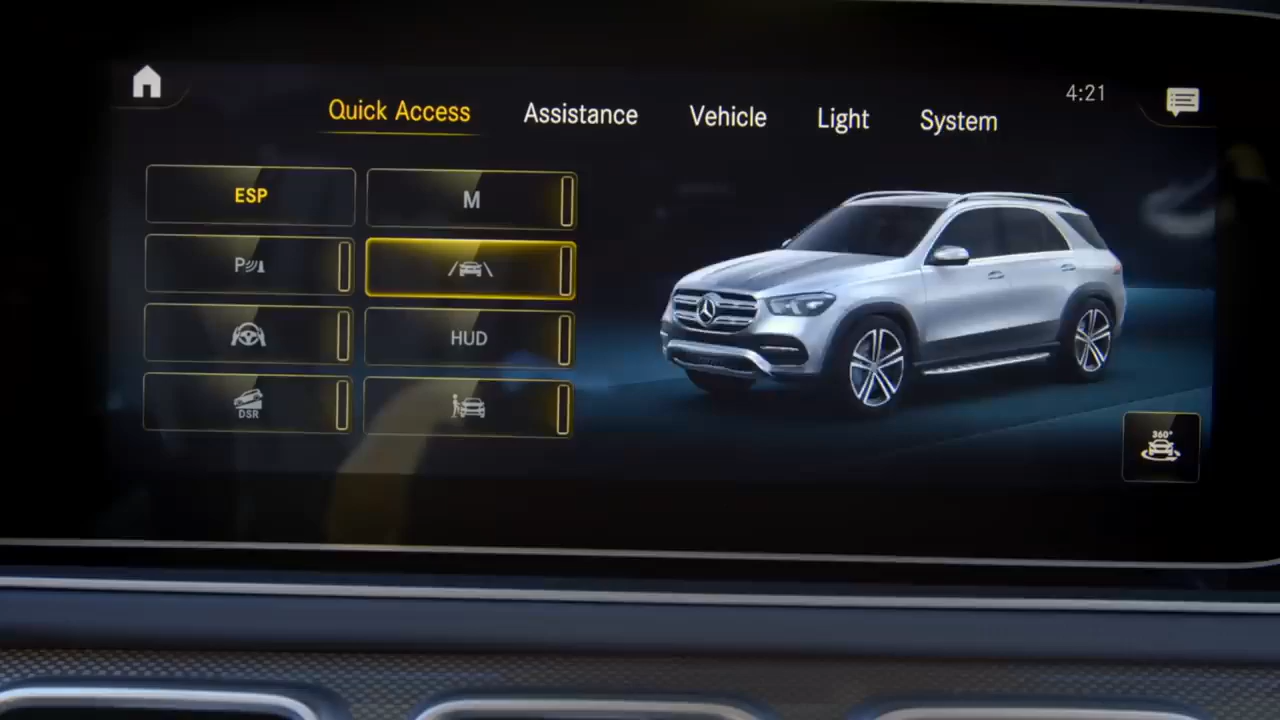 Quick Access
Assistance
Vehicle
Light
System
4:21
ESP
M
P
HUD
DSR
360°